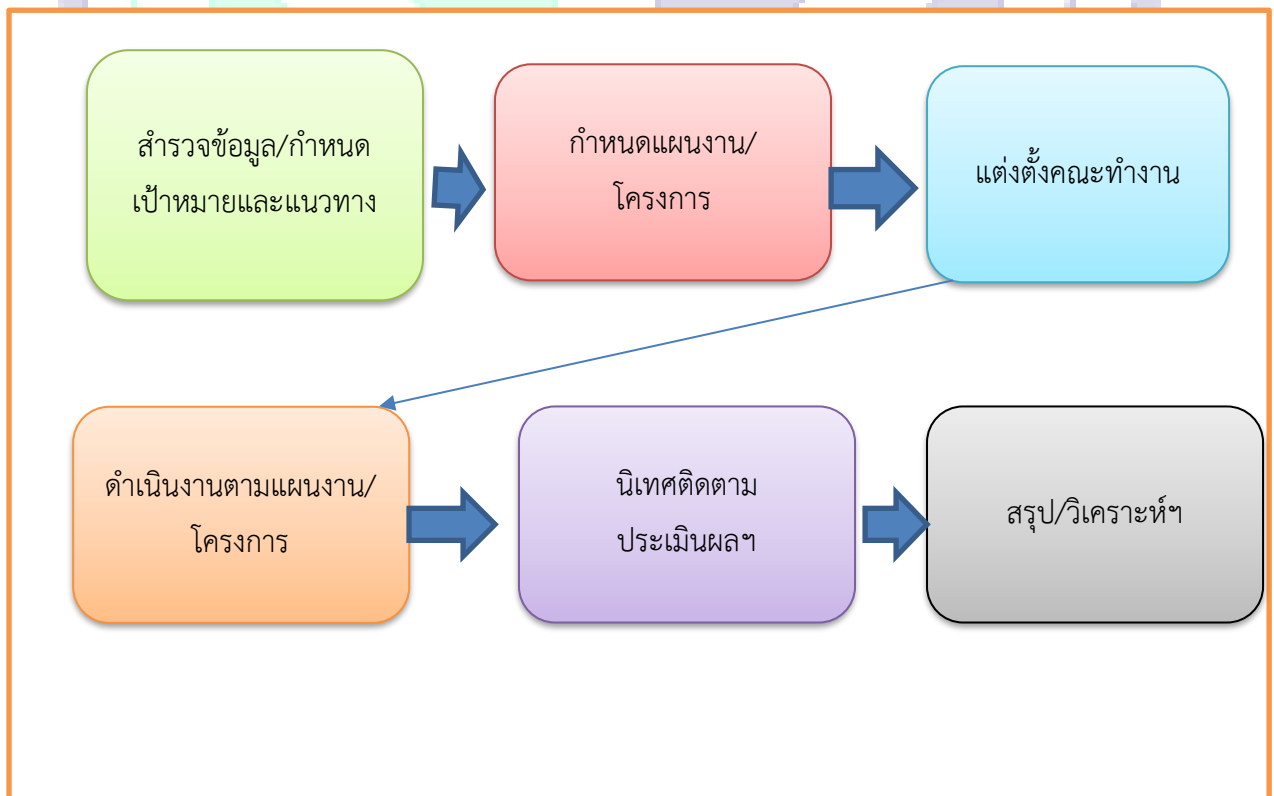 สำรวจข้อมูล/กำหนด
เป้าหมายและแนวทาง
กำหนดแผนงาน/
โครงการ
แต่งตั้งคณะทำงาน
ดำเนินงานตามแผนงาน/
โครงการ
นิเทศติดตาม
ประเมินผลฯ
สรุป/วิเคราะห์ฯ